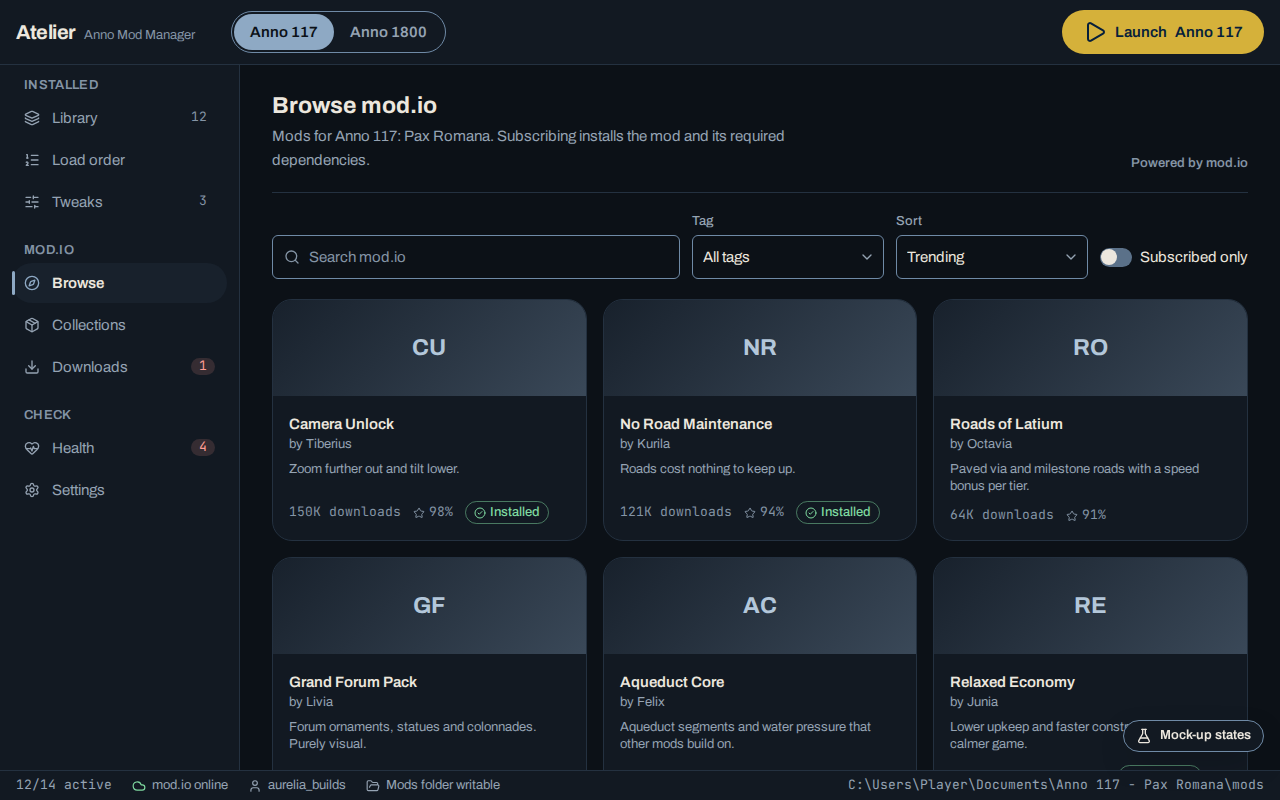 Atelier Anno Mod Manager Anno 117 Anno 1800 Launch Anno 117
INSTALLED
Library 12
Load order
Tweaks 3
MOD.IO
Browse
Collections
Downloads 1
CHECK
Health 4
Settings
Browse mod.io
Mods for Anno 117: Pax Romana. Subscribing installs the mod and its required
dependencies.
Powered by mod.io
Tag Sort
Search mod.io All tags Trending Subscribed only
CU NR RO
Camera Unlock
by Tiberius
Zoom further out and tilt lower.
150K downloads 98% Installed
No Road Maintenance
by Kurila
Roads cost nothing to keep up.
121K downloads 94% Installed
Roads of Latium
by Octavia
Paved via and milestone roads with a speed
bonus per tier.
64K downloads 91%
GF AC RE
Grand Forum Pack
by Livia
Forum ornaments, statues and colonnades.
Purely visual.
Aqueduct Core
by Felix
Aqueduct segments and water pressure that
other mods build on.
Relaxed Economy
by Junia
Lower upkeep and faster
calmer game.
Mock-up states
12/14 active mod.io online aurelia_builds Mods folder writable C:\Users\Player\Documents\Anno 117 - Pax Romana\mods